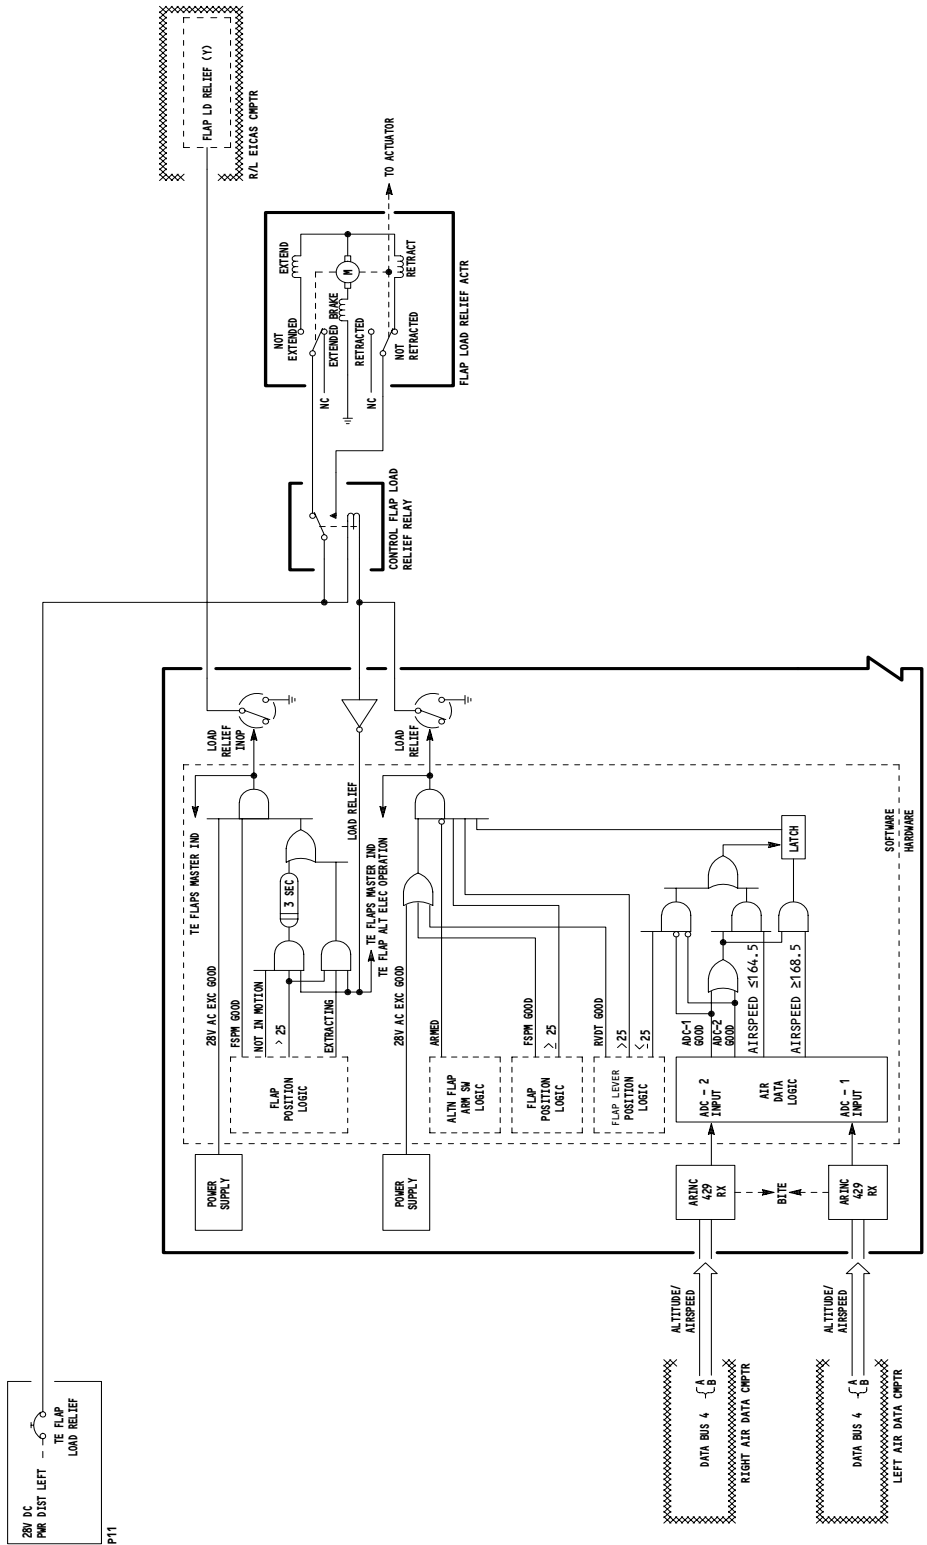 28V DC
PWR DIST LEFT
TE FLAP
LOAD RELIEF
P11
FLAP LD RELIEF (Y)
R/L EICAS CMPTR
POWER
SUPPLY
28V AC EXC GOOD
FSPM GOOD
NOT IN MOTION
> 25
EXTRACTING
FLAP
POSITION
LOGIC
3 SEC
TE FLAPS MASTER IND
LOAD
RELIEF
INOP
LOAD RELIEF
TE FLAPS MASTER IND
TE FLAP ALT ELEC OPERATION
POWER
SUPPLY
28V AC EXC GOOD
ARMED
ALTN FLAP
ARM SW
LOGIC
FSPM GOOD
≥ 25
FLAP
POSITION
LOGIC
RVDT GOOD
>25
≤25
FLAP LEVER
POSITION
LOGIC
LOAD
RELIEF
ADC-1
GOOD
ADC-2
GOOD
AIRSPEED ≤164.5
AIRSPEED ≥168.5
ADC - 2
INPUT
AIR
DATA
LOGIC
ADC - 1
INPUT
LATCH
SOFTWARE
HARDWARE
ARINC
429
RX
BITE
ARINC
429
RX
ALTITUDE/
AIRSPEED
DATA BUS 4
A
B
RIGHT AIR DATA CMPTR
ALTITUDE/
AIRSPEED
DATA BUS 4
A
B
LEFT AIR DATA CMPTR
CONTROL FLAP LOAD
RELIEF RELAY
NOT
EXTENDED
EXTENDED
BRAKE
EXTEND
M
NC
NC
RETRACTED
NOT
RETRACTED
RETRACT
FLAP LOAD RELIEF ACTR
TO ACTUATOR